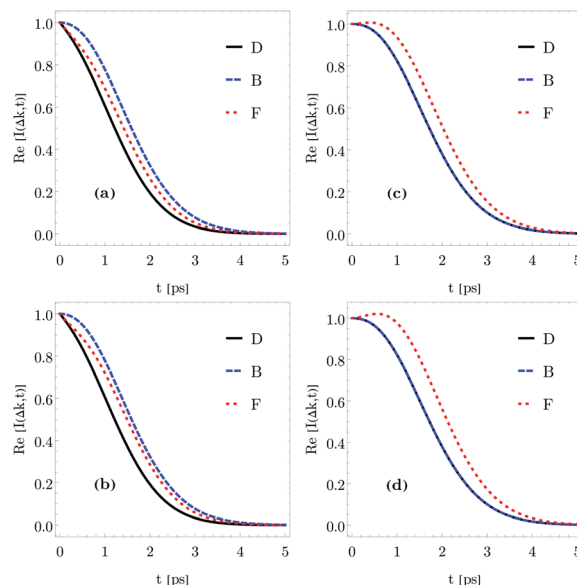 Re [I(Δk,t)]
1.0
0.8
0.6
0.4
0.2
0.0
D
B
F
(a)
0 1 2 3 4 5
t [ps]
Re [I(Δk,t)]
1.0
0.8
0.6
0.4
0.2
0.0
D
B
F
(c)
0 1 2 3 4 5
t [ps]
Re [I(Δk,t)]
1.0
0.8
0.6
0.4
0.2
0.0
D
B
F
(b)
0 1 2 3 4 5
t [ps]
Re [I(Δk,t)]
1.0
0.8
0.6
0.4
0.2
0.0
D
B
F
(d)
0 1 2 3 4 5
t [ps]